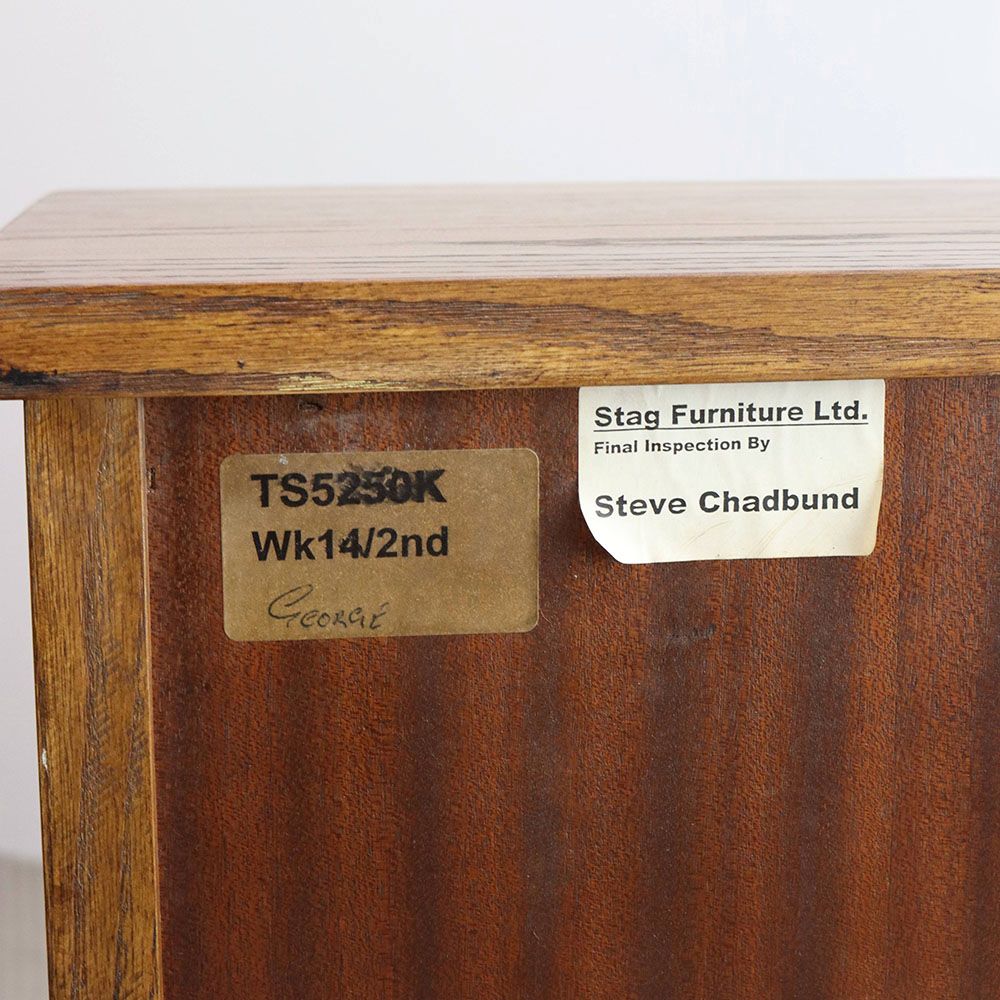 TS5250K
Wk14/2nd
GEORGE
Stag Furniture Ltd.
Final Inspection By
Steve Chadbund